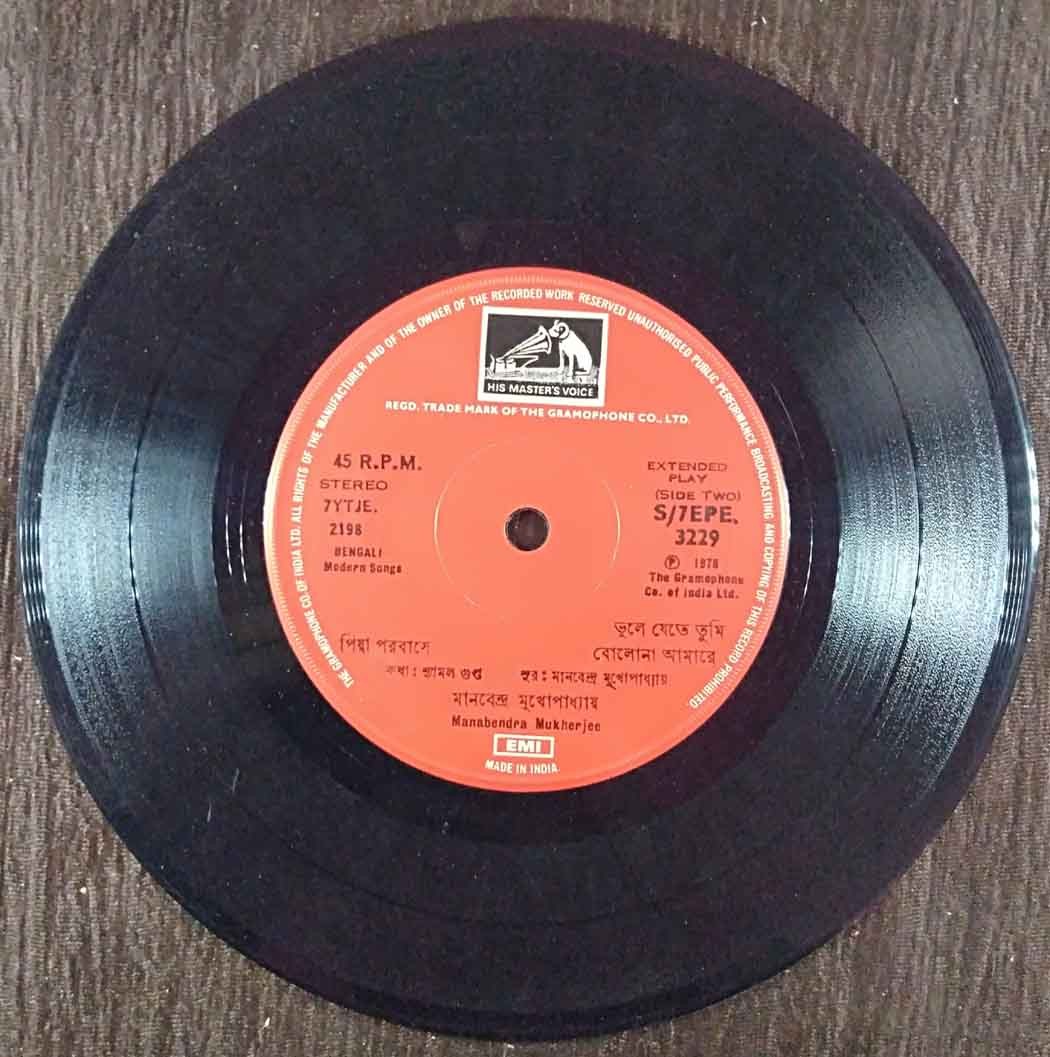 THE GRAMOPHONE CO. OF INDIA LTD. ALL RIGHTS OF THE MANUFACTURER AND OF THE OWNER OF THE RECORDED WORK RESERVED UNAUTHORISED PUBLIC PERFORMANCE BROADCASTING AND COPYING OF THIS RECORD PROHIBITED.
HIS MASTER'S VOICE
REGD. TRADE MARK OF THE GRAMOPHONE CO., LTD.
45 R.P.M.
STEREO
7YTJE.
2198
BENGALI
Modern Songs
EXTENDED
PLAY
(SIDE TWO)
S/7EPE.
3229
Ⓟ 1978
The Gramophone
Co. of India Ltd.
পিয়া পরবাসে
ভুলে যেতে তুমি
বোলোনা আমারে
কথা : শ্যামল গুপ্ত সুর : মানবেন্দ্র মুখোপাধ্যায়
মানবেন্দ্র মুখোপাধ্যায়
Manabendra Mukherjee
EMI
MADE IN INDIA